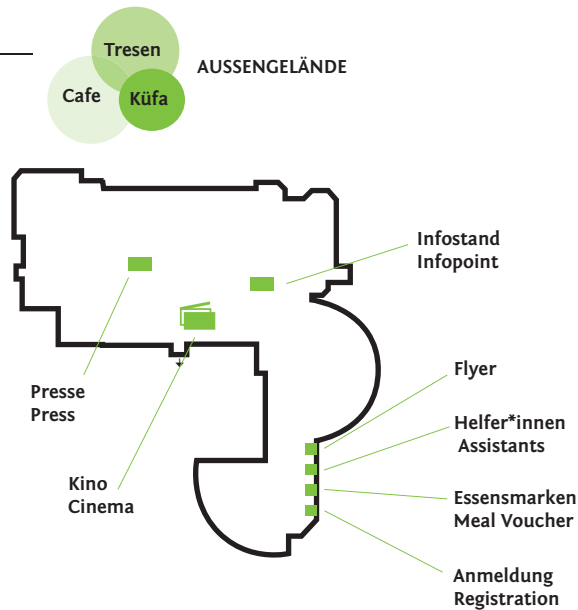 Tresen
AUSSENGELÄNDE
Cafe
Küfa
Infostand
Infopoint
Flyer
Presse
Press
Helfer*innen
Assistants
Kino
Cinema
Essensmarken
Meal Voucher
Anmeldung
Registration